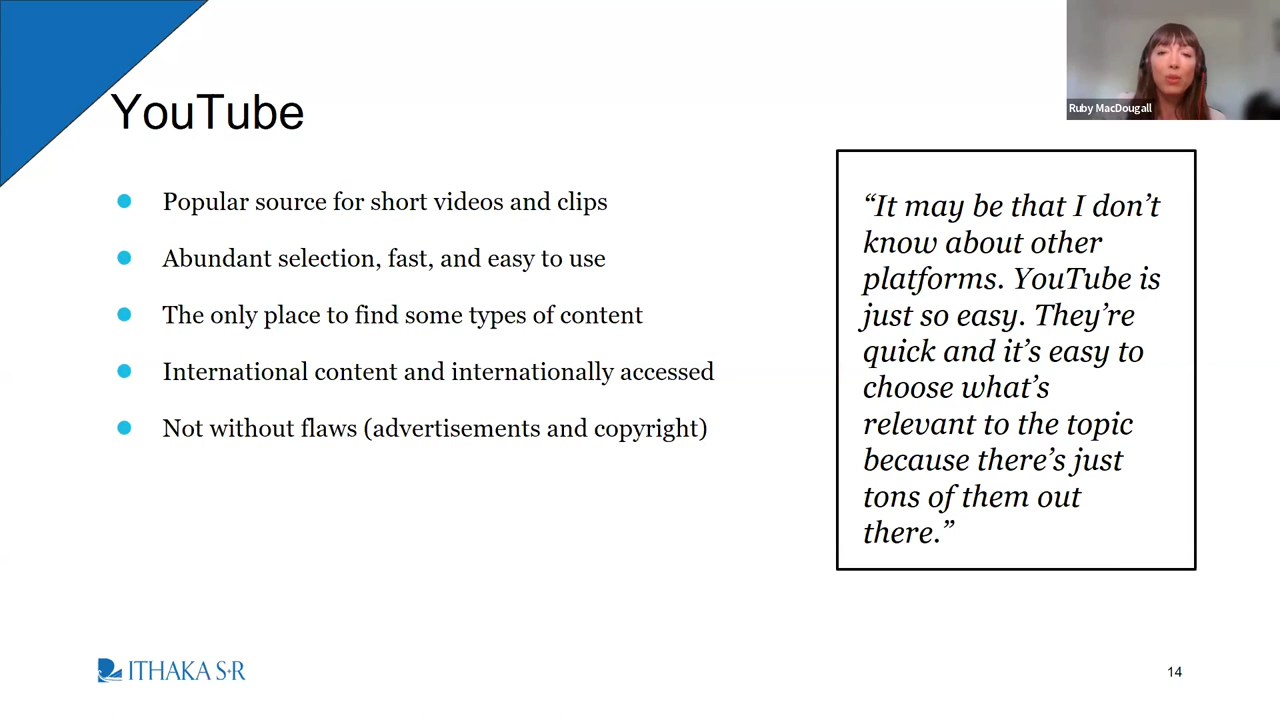 YouTube
Ruby MacDougall
Popular source for short videos and clips
Abundant selection, fast, and easy to use
The only place to find some types of content
International content and internationally accessed
Not without flaws (advertisements and copyright)
“It may be that I don’t
know about other
platforms. YouTube is
just so easy. They’re
quick and it’s easy to
choose what’s
relevant to the topic
because there’s just
tons of them out
there.”
ITHAKA S+R
14